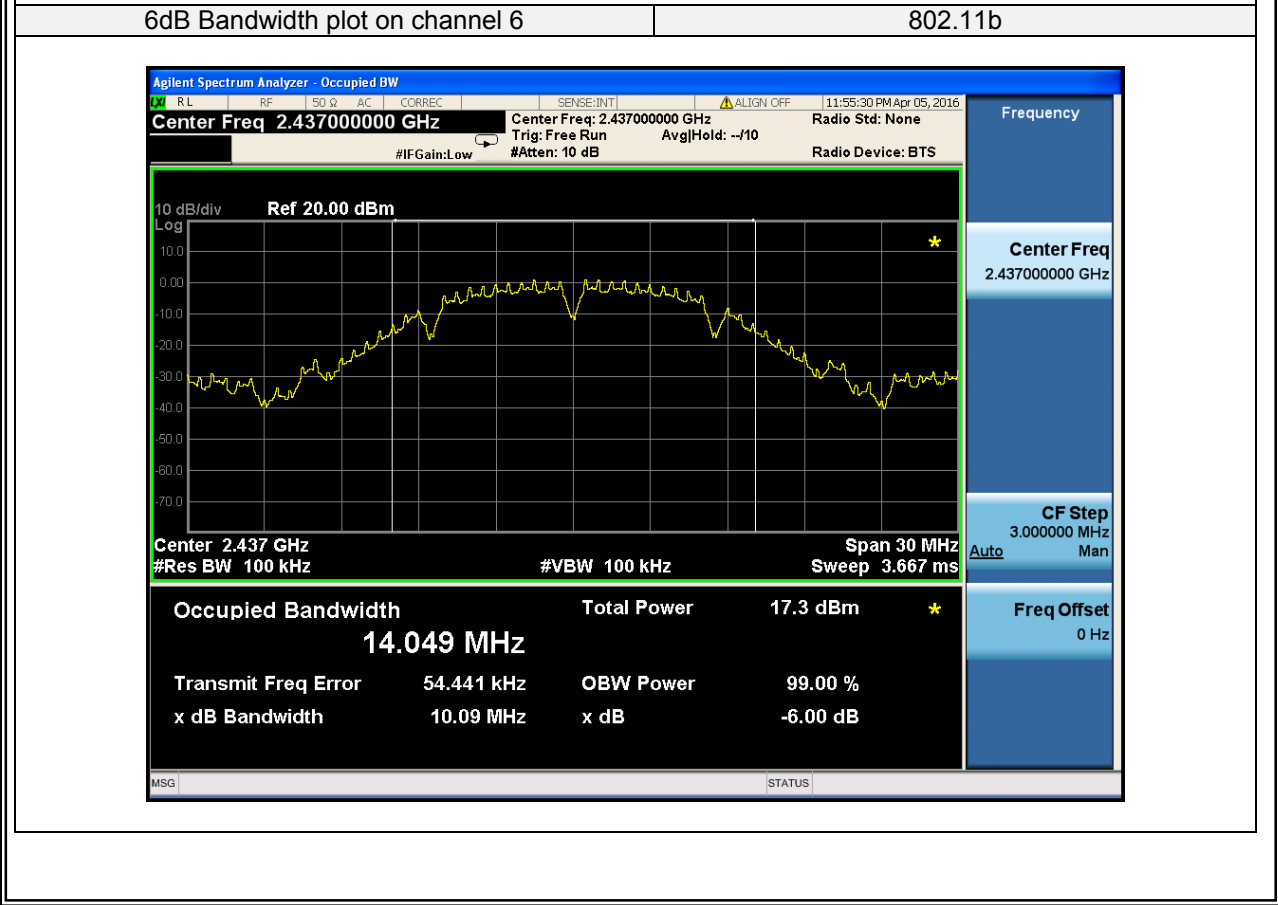 6dB Bandwidth plot on channel 6 802.11b
Agilent Spectrum Analyzer - Occupied BW
LXI RL RF 50 Ω AC CORREC SENSE:INT ALIGN OFF 11:55:30 PM Apr 05, 2016
Center Freq 2.437000000 GHz Center Freq: 2.437000000 GHz Radio Std: None Frequency
Trig: Free Run Avg|Hold: --/10
#IFGain:Low #Atten: 10 dB Radio Device: BTS
10 dB/div Ref 20.00 dBm
Log
10.0
0.00
-10.0
-20.0
-30.0
-40.0
-50.0
-60.0
-70.0
*
Center Freq
2.437000000 GHz
Center 2.437 GHz Span 30 MHz
#Res BW 100 kHz #VBW 100 kHz Sweep 3.667 ms
CF Step
3.000000 MHz
Auto Man
Occupied Bandwidth Total Power 17.3 dBm *
14.049 MHz
Transmit Freq Error 54.441 kHz OBW Power 99.00 %
x dB Bandwidth 10.09 MHz x dB -6.00 dB
Freq Offset
0 Hz
MSG STATUS